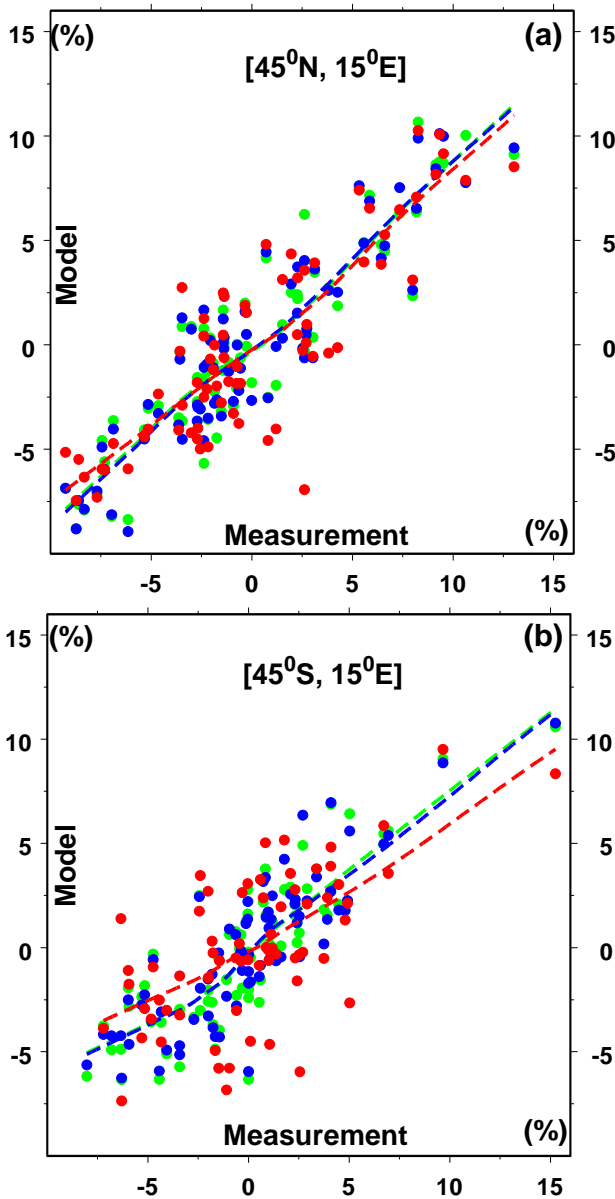 (%) (a)
[45⁰N, 15⁰E]
15 15
10 10
5 5
0 0
-5 -5
Model
Measurement (%)
-5 0 5 10 15
(%) (b)
[45⁰S, 15⁰E]
15 15
10 10
5 5
0 0
-5 -5
Model
Measurement (%)
-5 0 5 10 15